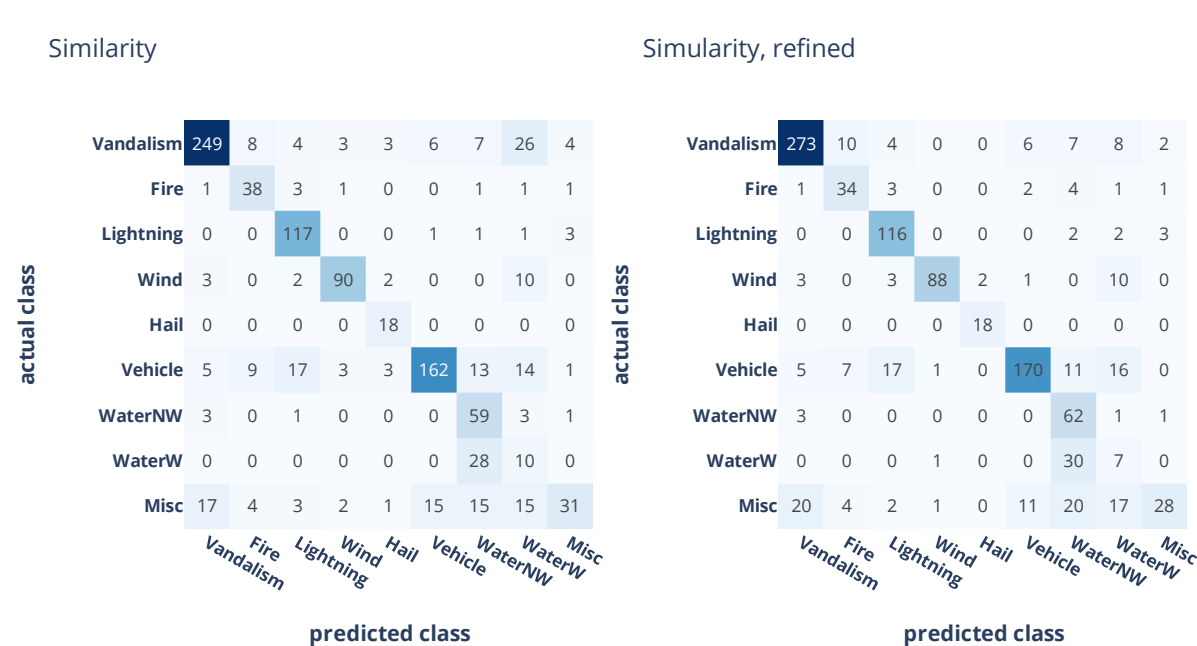 Similarity
Vandalism 249 8 4 3 3 6 7 26 4
Fire 1 38 3 1 0 0 1 1 1
Lightning 0 0 117 0 0 1 1 1 3
Wind 3 0 2 90 2 0 0 10 0
Hail 0 0 0 0 18 0 0 0 0
Vehicle 5 9 17 3 3 162 13 14 1
WaterNW 3 0 1 0 0 0 59 3 1
WaterW 0 0 0 0 0 0 28 10 0
Misc 17 4 3 2 1 15 15 15 31
Vandalism Fire Lightning Wind Hail Vehicle WaterNW WaterW Misc
predicted class
actual class
Simularity, refined
Vandalism 273 10 4 0 0 6 7 8 2
Fire 1 34 3 0 0 2 4 1 1
Lightning 0 0 116 0 0 0 2 2 3
Wind 3 0 3 88 2 1 0 10 0
Hail 0 0 0 0 18 0 0 0 0
Vehicle 5 7 17 1 0 170 11 16 0
WaterNW 3 0 0 0 0 0 62 1 1
WaterW 0 0 0 1 0 0 30 7 0
Misc 20 4 2 1 0 11 20 17 28
Vandalism Fire Lightning Wind Hail Vehicle WaterNW WaterW Misc
predicted class
actual class